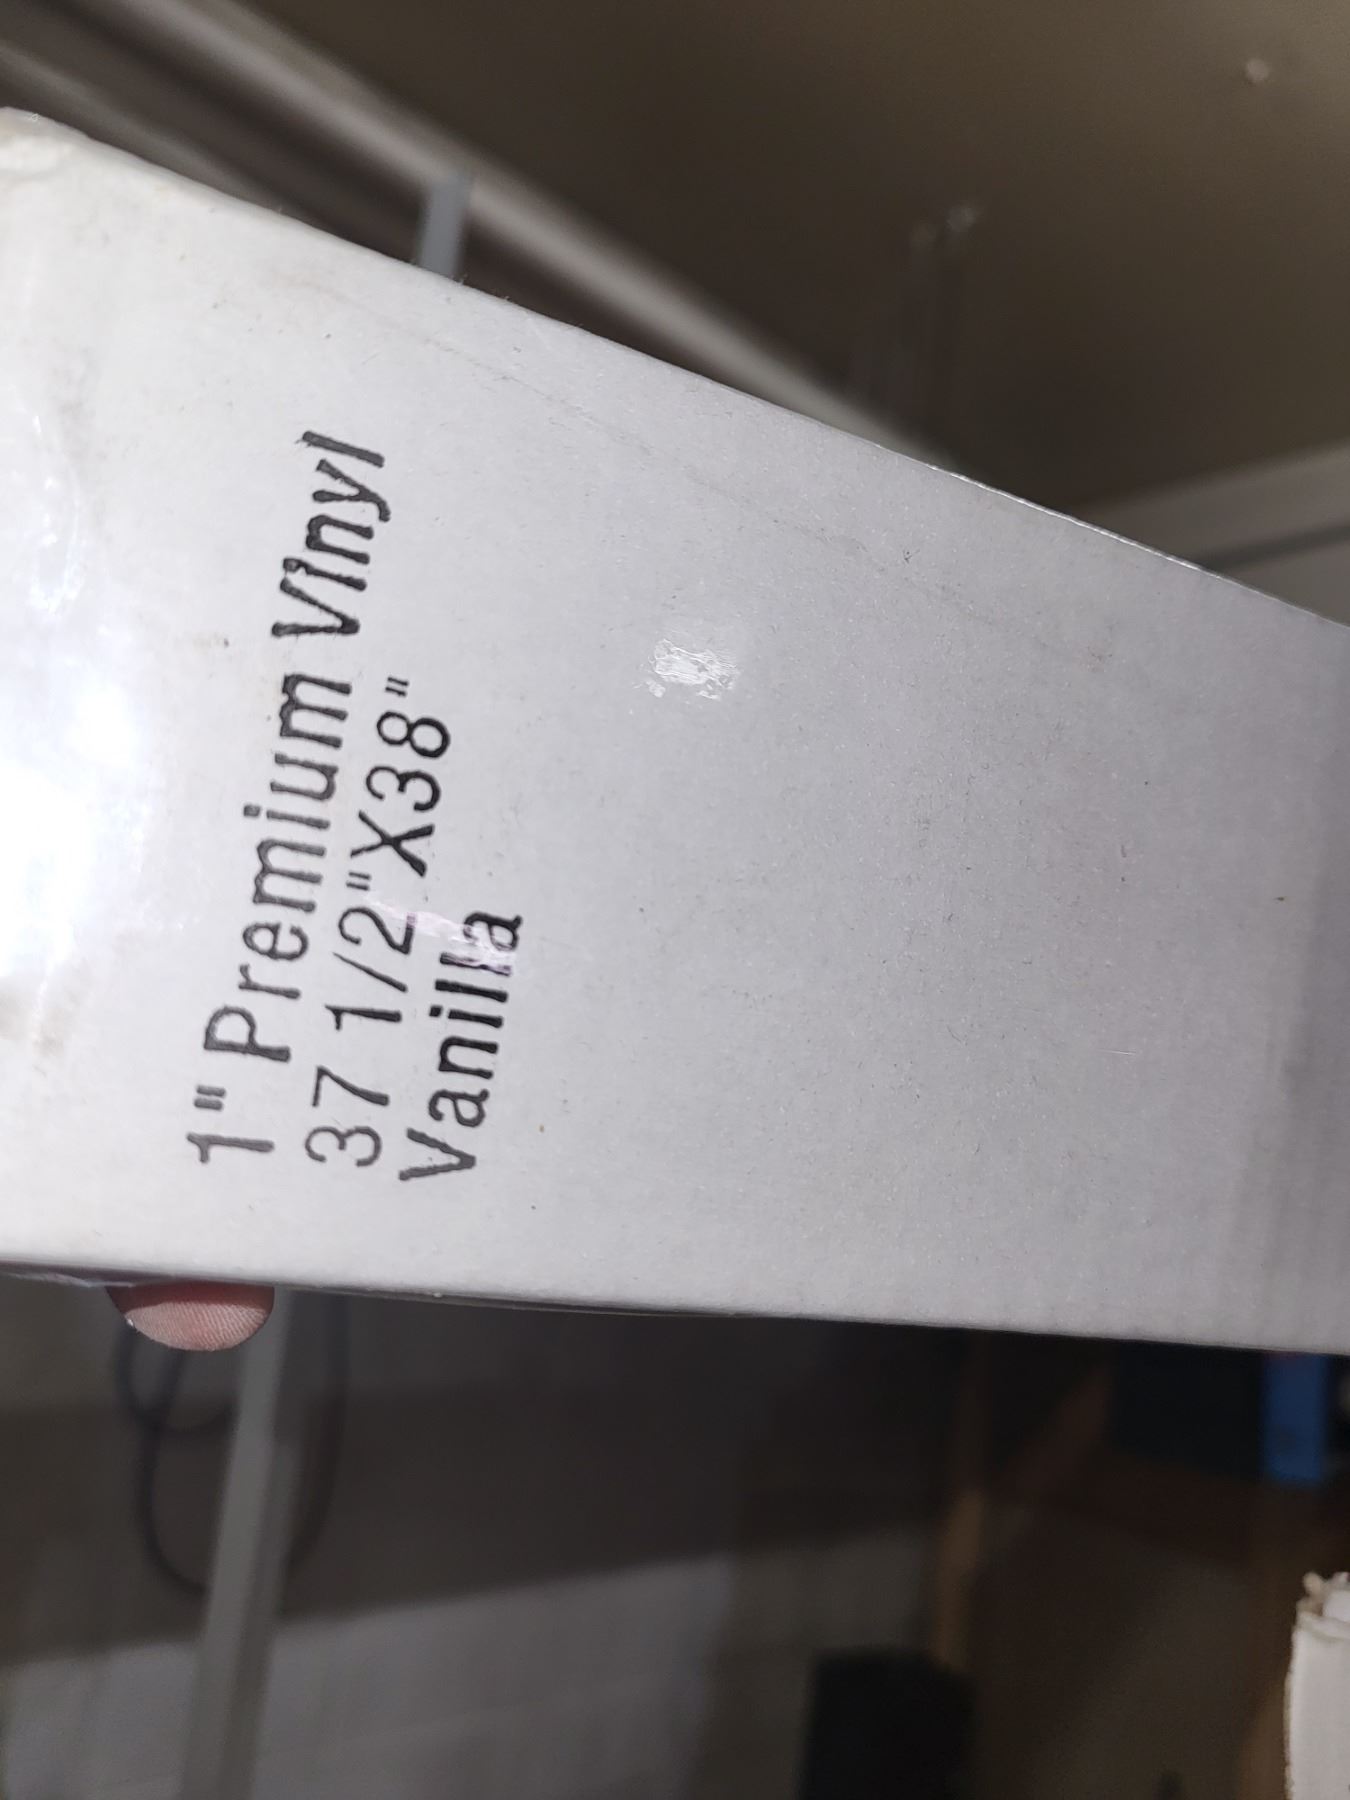 1" Premium Vinyl
37 1/2"X38"
Vanilla